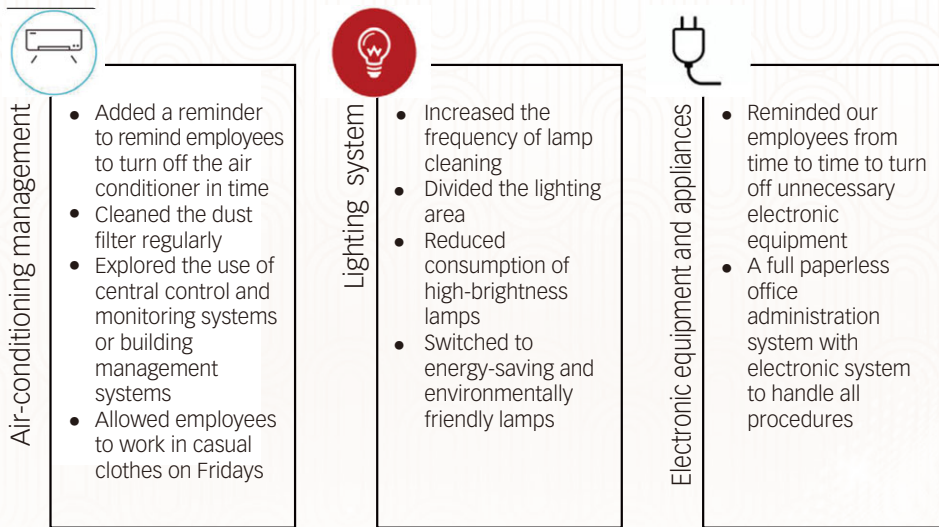 Air-conditioning management
● Added a reminder
to remind employees
to turn off the air
conditioner in time
● Cleaned the dust
filter regularly
● Explored the use of
central control and
monitoring systems
or building
management
systems
● Allowed employees
to work in casual
clothes on Fridays
Lighting system
● Increased the
frequency of lamp
cleaning
● Divided the lighting
area
● Reduced
consumption of
high-brightness
lamps
● Switched to
energy-saving and
environmentally
friendly lamps
Electronic equipment and appliances
● Reminded our
employees from
time to time to turn
off unnecessary
electronic
equipment
● A full paperless
office
administration
system with
electronic system
to handle all
procedures